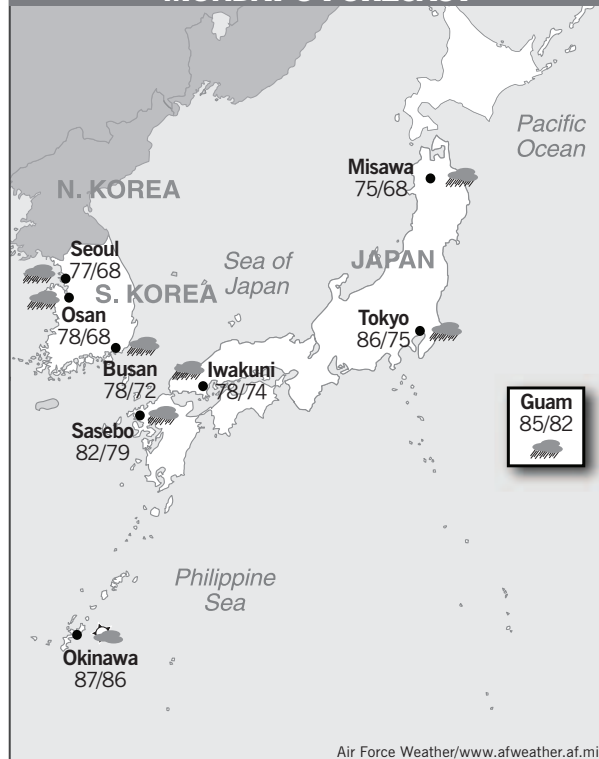 Pacific
Ocean
Misawa
75/68
N. KOREA
Seoul
77/68
Sea of
Japan
JAPAN
S. KOREA
Osan
78/68
Tokyo
86/75
Busan
78/72
Iwakuni
78/74
Guam
85/82
Sasebo
82/79
Philippine
Sea
Okinawa
87/86
Air Force Weather/www.afweather.af.mi